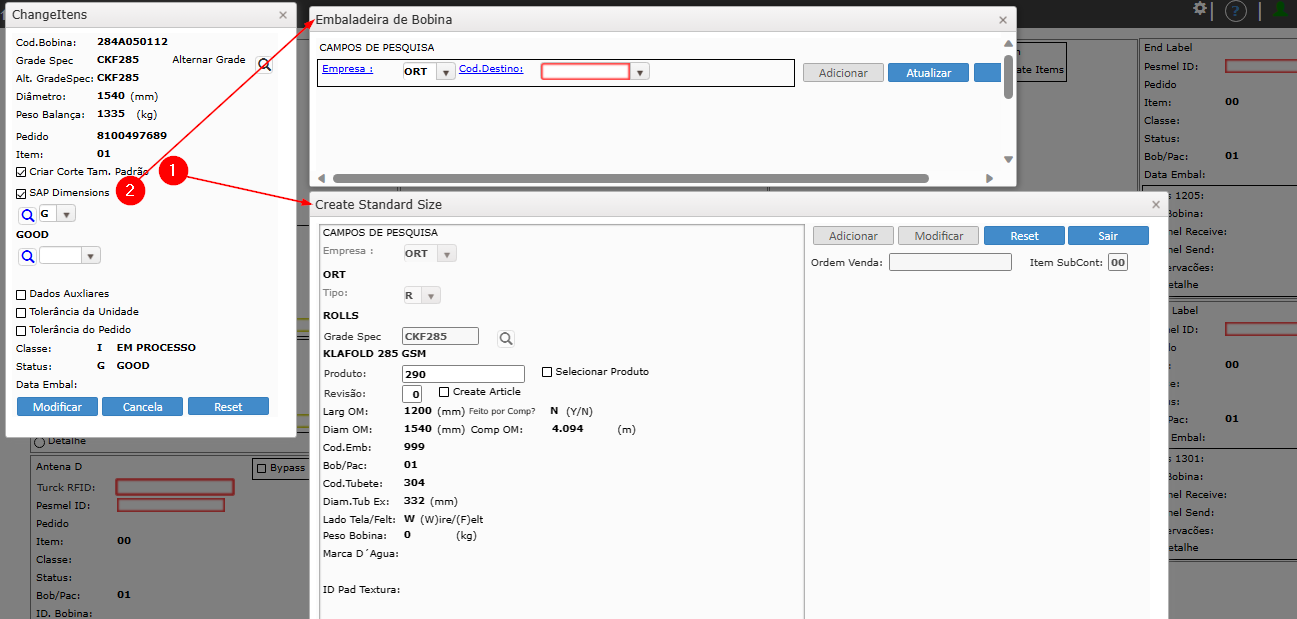 ChangeItens
Cod.Bobina: 284A050112
Grade Spec CKF285 Alternar Grade
Alt. GradeSpec: CKF285
Diâmetro: 1540 (mm)
Peso Balança: 1335 (kg)
Pedido 8100497689
Item: 01
Criar Corte Tam. Padrão
SAP Dimensions
G
GOOD
Dados Auxliares
Tolerância da Unidade
Tolerância do Pedido
Classe: I EM PROCESSO
Status: G GOOD
Data Embal:
Modificar Cancela Reset
1
2
Embaladeira de Bobina
CAMPOS DE PESQUISA
Empresa : ORT Cod.Destino:
Adicionar Atualizar
Create Standard Size
CAMPOS DE PESQUISA
Empresa : ORT
ORT
Tipo: R
ROLLS
Grade Spec CKF285
KLAFOLD 285 GSM
Produto: 290 Selecionar Produto
Revisão: 0 Create Article
Larg OM: 1200 (mm) Feito por Comp? N (Y/N)
Diam OM: 1540 (mm) Comp OM: 4.094 (m)
Cod.Emb: 999
Bob/Pac: 01
Cod.Tubete: 304
Diam.Tub Ex: 332 (mm)
Lado Tela/Felt: W (W)ire/(F)elt
Peso Bobina: 0 (kg)
Marca D´Agua:
ID Pad Textura:
Adicionar Modificar Reset Sair
Ordem Venda: Item SubCont: 00
?
ate Items
End Label
Pesmel ID:
Pedido
Item: 00
Classe:
Status:
Bob/Pac: 01
Data Embal:
1205:
Bobina:
nel Receive:
nel Send:
ervacões:
etalhe
Label
nel ID:
do
00
e:
us:
Pac: 01
Embal:
1301:
Bobina:
nel Receive:
mel Send:
ervacões:
etalhe
Detalhe
Antena D Bypass
Turck RFID:
Pesmel ID:
Pedido
Item: 00
Classe:
Status:
Bob/Pac: 01
ID. Bobina: